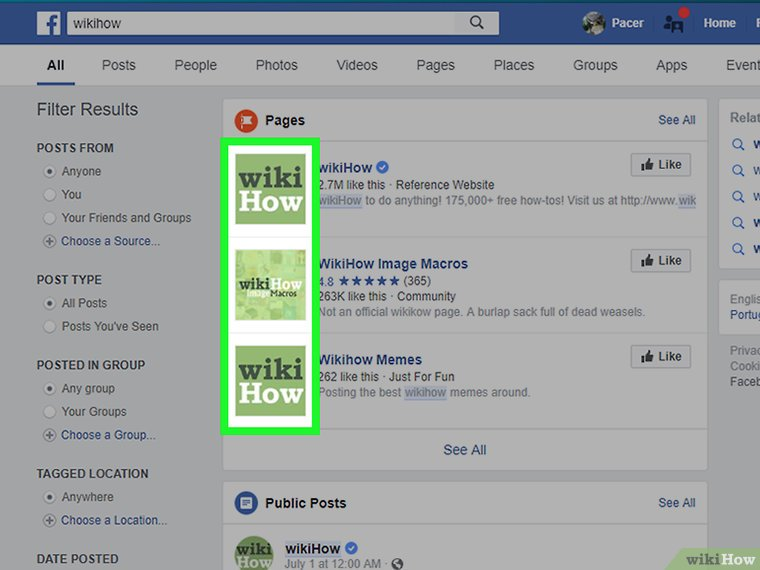 wikihow
Pacer
Home
All
Posts
People
Photos
Videos
Pages
Places
Groups
Apps
Event
Filter Results
POSTS FROM
Anyone
You
Your Friends and Groups
Choose a Source...
POST TYPE
All Posts
Posts You've Seen
POSTED IN GROUP
Any group
Your Groups
Choose a Group...
TAGGED LOCATION
Anywhere
Choose a Location...
DATE POSTED
Pages
See All
wiki
How
wikiHow
2.7M like this · Reference Website
wikiHow to do anything! 175,000+ free how-tos! Visit us at http://www.wik
Like
wikiHow
Image Macros
WikiHow Image Macros
4.8 ★★★★★ (365)
263K like this · Community
Not an official wikikow page. A burlap sack full of dead weasels.
Like
wiki
How
Wikihow Memes
262 like this · Just For Fun
Posting the best wikihow memes around.
Like
See All
Public Posts
See All
wiki
How
wikiHow
July 1 at 12:00 AM ·
Relat
English
Portu
Privac
Cooki
Faceb
wikiHow